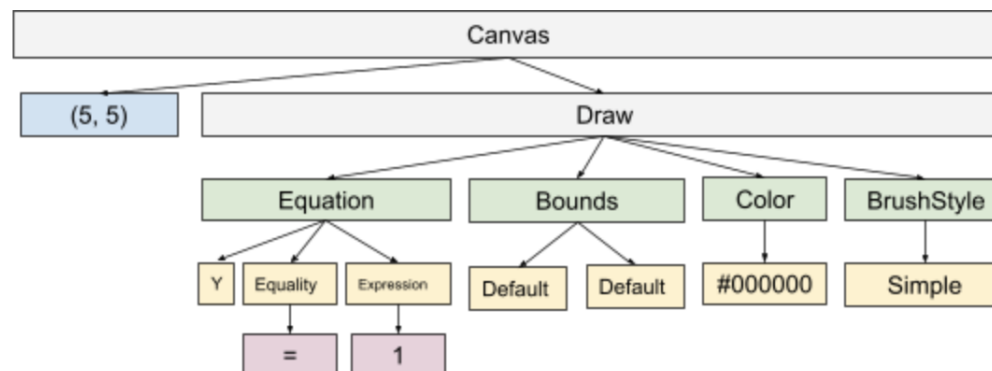 Canvas
(5, 5)
Draw
Equation
Bounds
Color
BrushStyle
Y
Equality
Expression
Default
Default
#000000
Simple
=
1